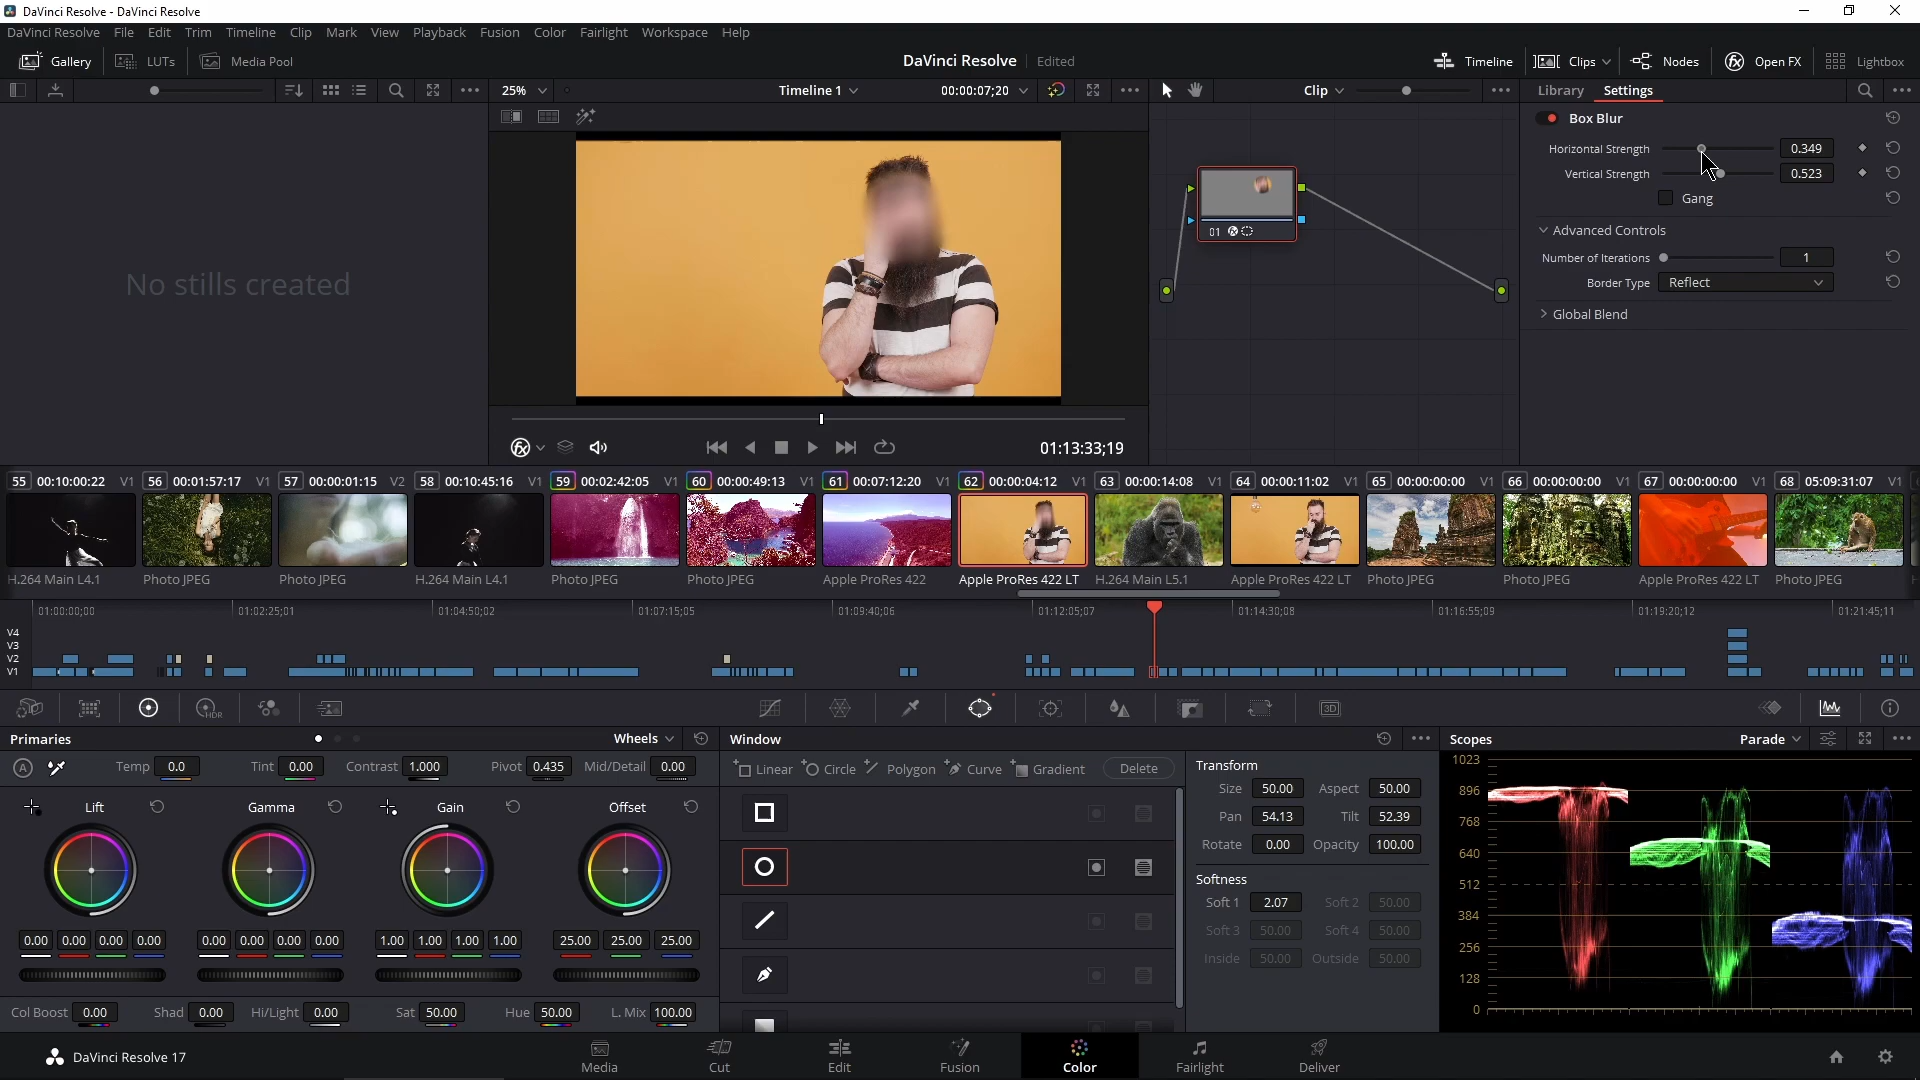 DaVinci Resolve - DaVinci Resolve
DaVinci Resolve File Edit Trim Timeline Clip Mark View Playback Fusion Color Fairlight Workspace Help
Gallery LUTs Media Pool DaVinci Resolve Edited Timeline Clips Nodes Open FX Lightbox
25% Timeline 1 00:00:07;20 Clip Library Settings
Box Blur
Horizontal Strength 0.349
Vertical Strength 0.523
Gang
Advanced Controls
Number of Iterations 1
Border Type Reflect
Global Blend
No stills created
01
01:13:33;19
55 00:10:00:22 V1 56 00:01:57:17 V1 57 00:00:01:15 V2 58 00:10:45:16 V1 59 00:02:42:05 V1 60 00:00:49:13 V1 61 00:07:12:20 V1 62 00:00:04:12 V1 63 00:00:14:08 V1 64 00:00:11:02 V1 65 00:00:00:00 V1 66 00:00:00:00 V1 67 00:00:00:00 V1 68 05:09:31:07 V1
H.264 Main L4.1 Photo JPEG Photo JPEG H.264 Main L4.1 Photo JPEG Photo JPEG Apple ProRes 422 Apple ProRes 422 LT H.264 Main L5.1 Apple ProRes 422 LT Photo JPEG Photo JPEG Apple ProRes 422 LT Photo JPEG
01:00:00;00 01:02:25;01 01:04:50;02 01:07:15;05 01:09:40;06 01:12:05;07 01:14:30;08 01:16:55;09 01:19:20;12 01:21:45;11
V4
V3
V2
V1
HDR 3D
Primaries Wheels Window Scopes Parade
A Temp 0.0 Tint 0.00 Contrast 1.000 Pivot 0.435 Mid/Detail 0.00
Lift Gamma Gain Offset
0.00 0.00 0.00 0.00 0.00 0.00 0.00 0.00 1.00 1.00 1.00 1.00 25.00 25.00 25.00
Col Boost 0.00 Shad 0.00 Hi/Light 0.00 Sat 50.00 Hue 50.00 L. Mix 100.00
Linear Circle Polygon Curve Gradient Delete
Transform
Size 50.00 Aspect 50.00
Pan 54.13 Tilt 52.39
Rotate 0.00 Opacity 100.00
Softness
Soft 1 2.07 Soft 2 50.00
Soft 3 50.00 Soft 4 50.00
Inside 50.00 Outside 50.00
1023
896
768
640
512
384
256
128
0
DaVinci Resolve 17 Media Cut Edit Fusion Color Fairlight Deliver